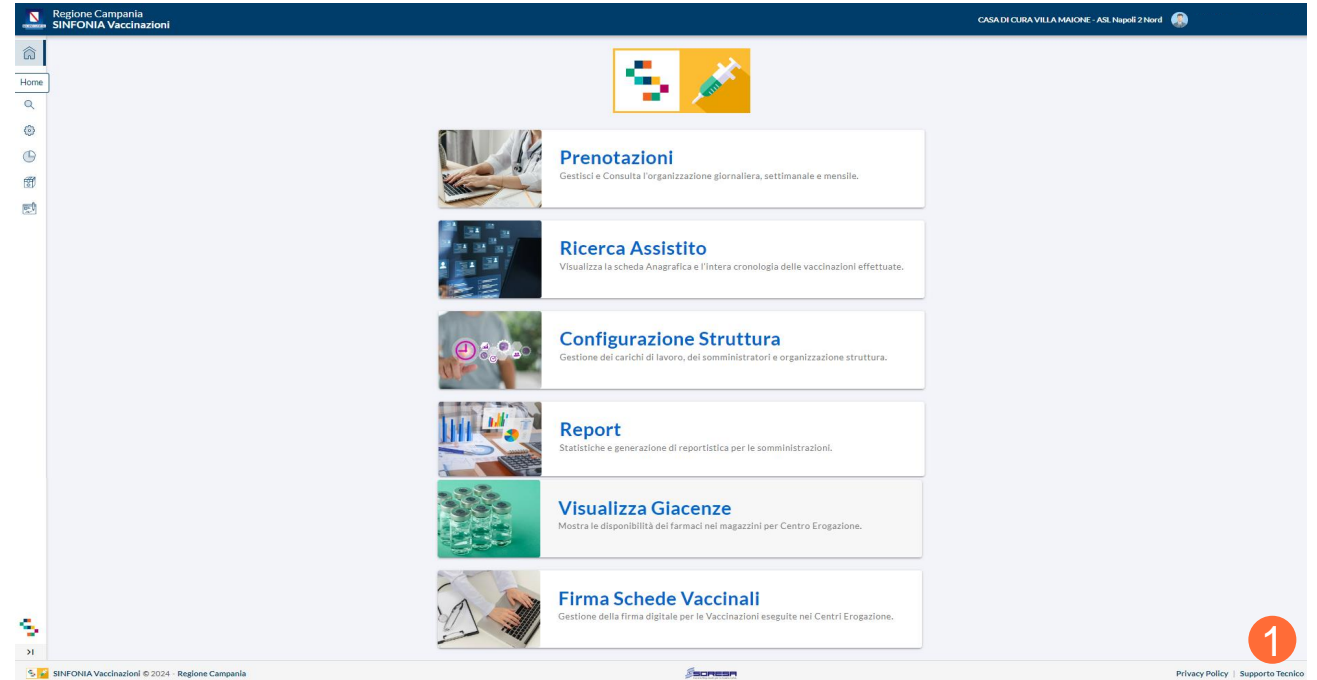 Regione Campania
SINFONIA Vaccinazioni
CASA DI CURA VILLA MAIONE - ASL Napoli 2 Nord
Home
Prenotazioni
Gestisci e Consulta l'organizzazione giornaliera, settimanale e mensile.
Ricerca Assistito
Visualizza la scheda Anagrafica e l'intera cronologia delle vaccinazioni effettuate.
Configurazione Struttura
Gestione dei carichi di lavoro, dei somministratori e organizzazione struttura.
Report
Statistiche e generazione di reportistica per le somministrazioni.
Visualizza Giacenze
Mostra le disponibilità dei farmaci nei magazzini per Centro Erogazione.
Firma Schede Vaccinali
Gestione della firma digitale per le Vaccinazioni eseguite nei Centri Erogazione.
1
SINFONIA Vaccinazioni © 2024 - Regione Campania
SORESA
Privacy Policy | Supporto Tecnico